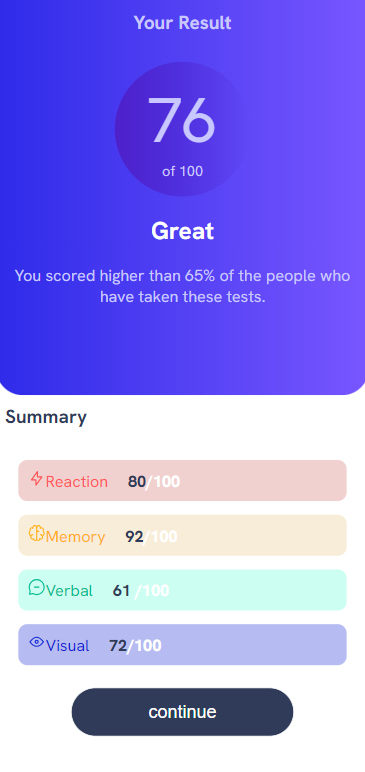 Your Result
76
of 100
Great
You scored higher than 65% of the people who
have taken these tests.
Summary
Reaction 80/100
Memory 92/100
Verbal 61 /100
Visual 72/100
continue